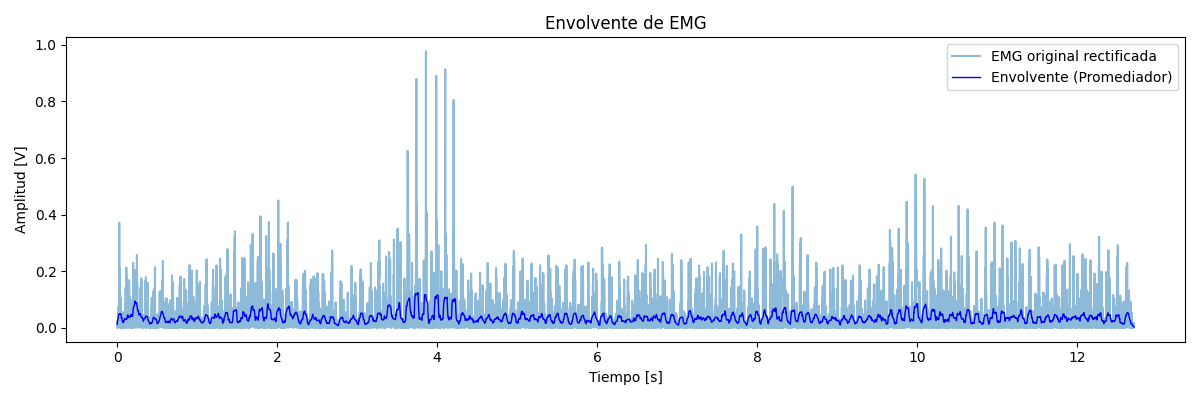 Envolvente de EMG
EMG original rectificada
Envolvente (Promediador)
Amplitud [V]
1.0
0.8
0.6
0.4
0.2
0.0
0
2
4
6
8
10
12
Tiempo [s]